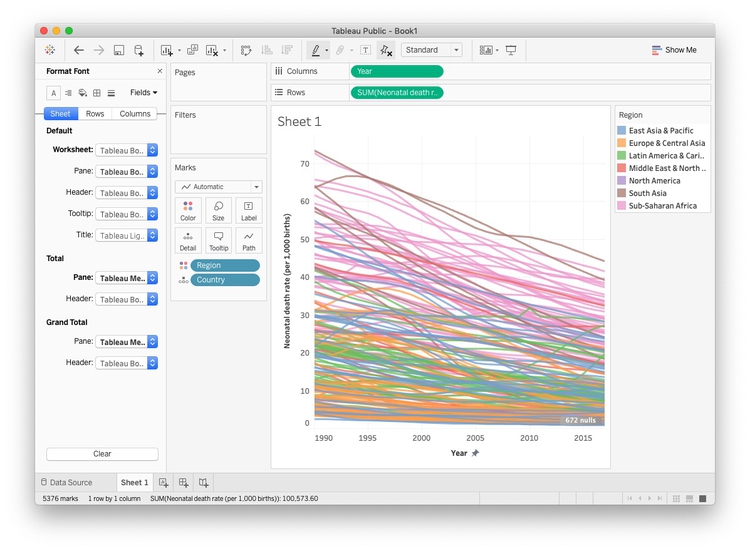 Tableau Public - Book1
Standard
Show Me
Format Font
Fields
Sheet Rows Columns
Default
Worksheet: Tableau Bo..
Pane: Tableau Bo..
Header: Tableau Bo..
Tooltip: Tableau Bo..
Title: Tableau Lig..
Total
Pane: Tableau Me..
Header: Tableau Bo..
Grand Total
Pane: Tableau Me..
Header: Tableau Bo..
Clear
Pages
Filters
Marks
Automatic
Color Size Label
Detail Tooltip Path
Region
Country
Columns Year
Rows SUM(Neonatal death r..
Sheet 1
Neonatal death rate (per 1,000 births)
70
60
50
40
30
20
10
0
672 nulls
1990 1995 2000 2005 2010 2015
Year
Region
East Asia & Pacific
Europe & Central Asia
Latin America & Cari..
Middle East & North ..
North America
South Asia
Sub-Saharan Africa
Data Source Sheet 1
5376 marks 1 row by 1 column SUM(Neonatal death rate (per 1,000 births)): 100,573.60